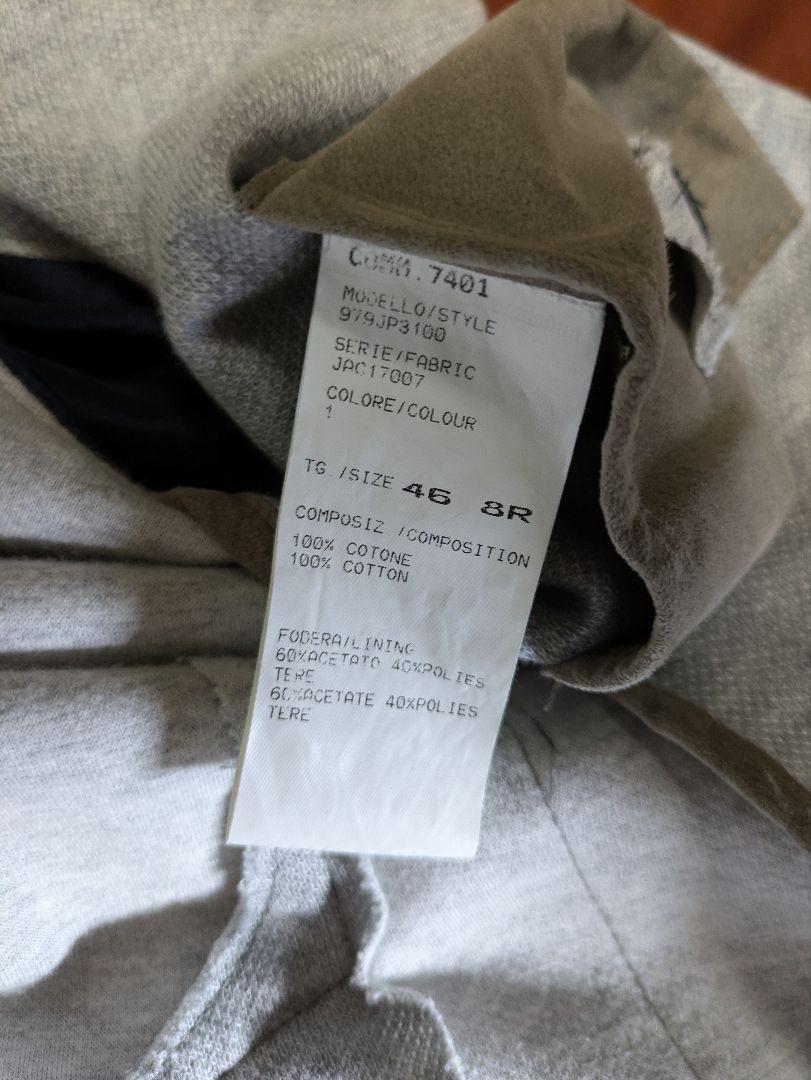 COMM.7401
MODELLO/STYLE
979JP3100
SERIE/FABRIC
JAC17007
COLORE/COLOUR
1
TG./SIZE 46 8R
COMPOSIZ /COMPOSITION
100% COTONE
100% COTTON
FODERA/LINING
60%ACETATO 40%POLIES
TERE
60%ACETATE 40%POLIES
TERE